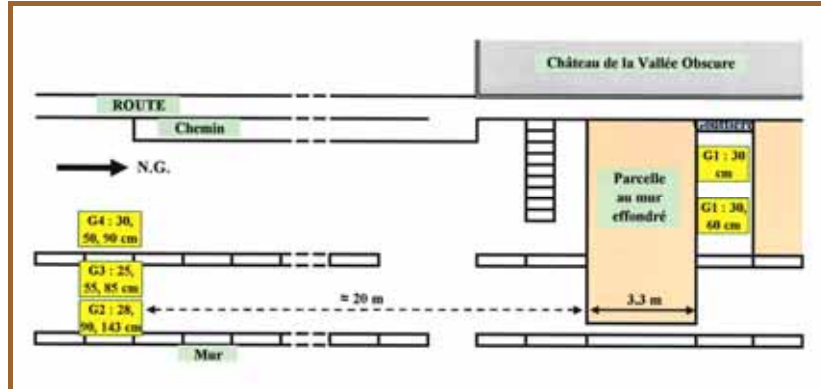 Château de la Vallée Obscure
ROUTE
Chemin
N.G.
G1 : 30
cm
Parcelle
au mur
effondré
G1 : 30,
60 cm
G4 : 30,
50, 90 cm
G3 : 25,
55, 85 cm
G2 : 28,
90, 143 cm
≈ 20 m
3.3 m
Mur